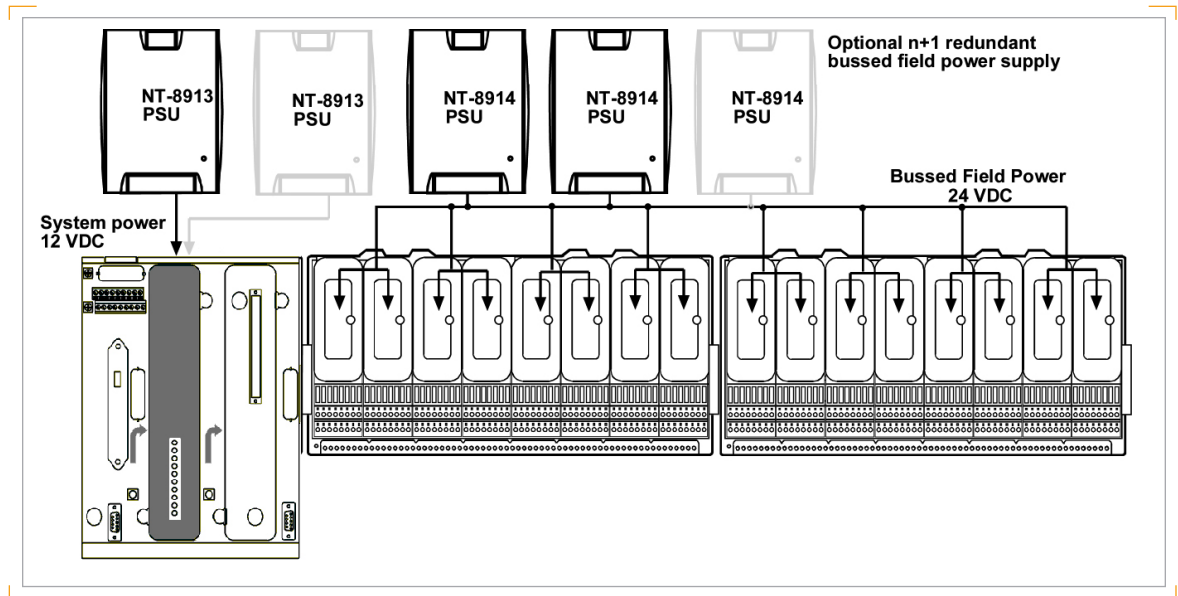 NT-8913
PSU
NT-8913
PSU
NT-8914
PSU
NT-8914
PSU
NT-8914
PSU
Optional n+1 redundant
bussed field power supply
Bussed Field Power
24 VDC
System power
12 VDC